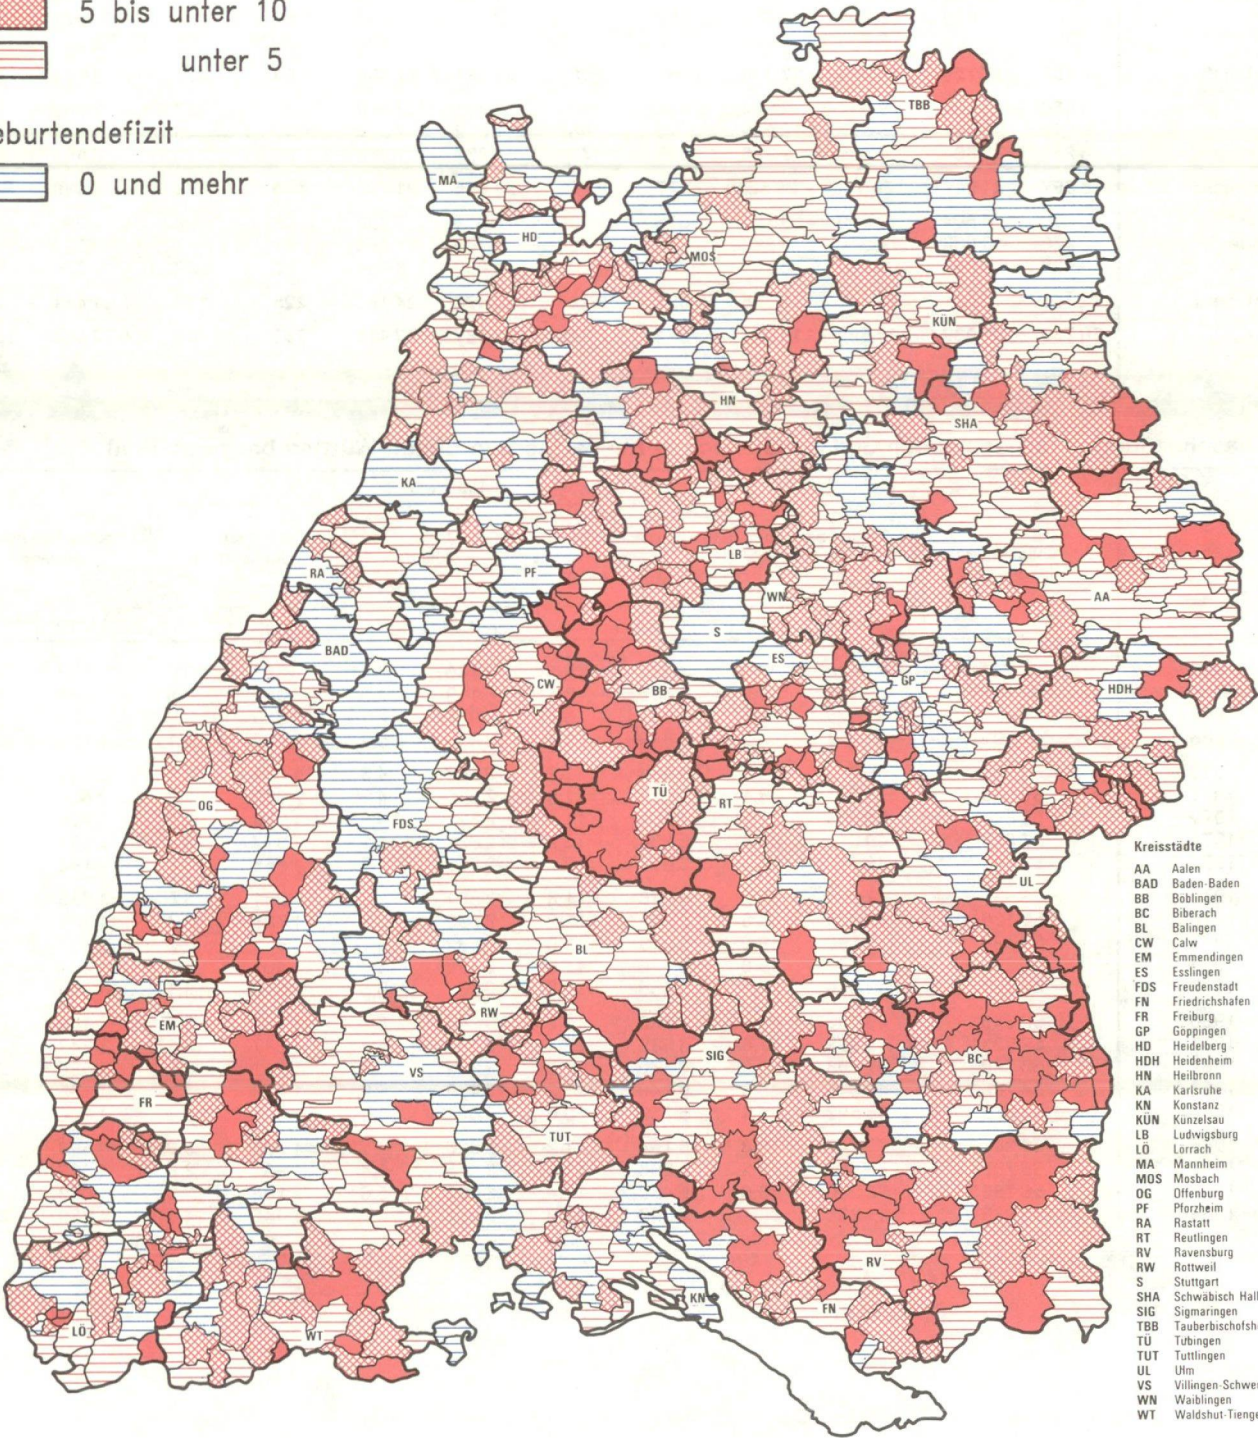 5 bis unter 10
unter 5
eburtendefizit
0 und mehr
TBB
MA
HD
MOS
KÜN
HN
SHA
KA
LB
RA
PF
WN
AA
S
BAD
ES
CW
BB
GP
HDH
OG
TÜ
RT
FDS
UL
BL
EM
RW
SIG
BC
VS
FR
TUT
RV
KN
FN
LÖ
WT
Kreisstädte
AA Aalen
BAD Baden-Baden
BB Boblingen
BC Biberach
BL Balingen
CW Calw
EM Emmendingen
ES Esslingen
FDS Freudenstadt
FN Friedrichshafen
FR Freiburg
GP Goppingen
HD Heidelberg
HDH Heidenheim
HN Heilbronn
KA Karlsruhe
KN Konstanz
KÜN Künzelsau
LB Ludwigsburg
LÖ Lorrach
MA Mannheim
MOS Mosbach
OG Offenburg
PF Pforzheim
RA Rastatt
RT Reutlingen
RV Ravensburg
RW Rottweil
S Stuttgart
SHA Schwäbisch Hall
SIG Sigmaringen
TBB Tauberbischofsh
TÜ Tübingen
TUT Tuttlingen
UL Ulm
VS Villingen-Schwe
WN Waiblingen
WT Waldshut-Tienge